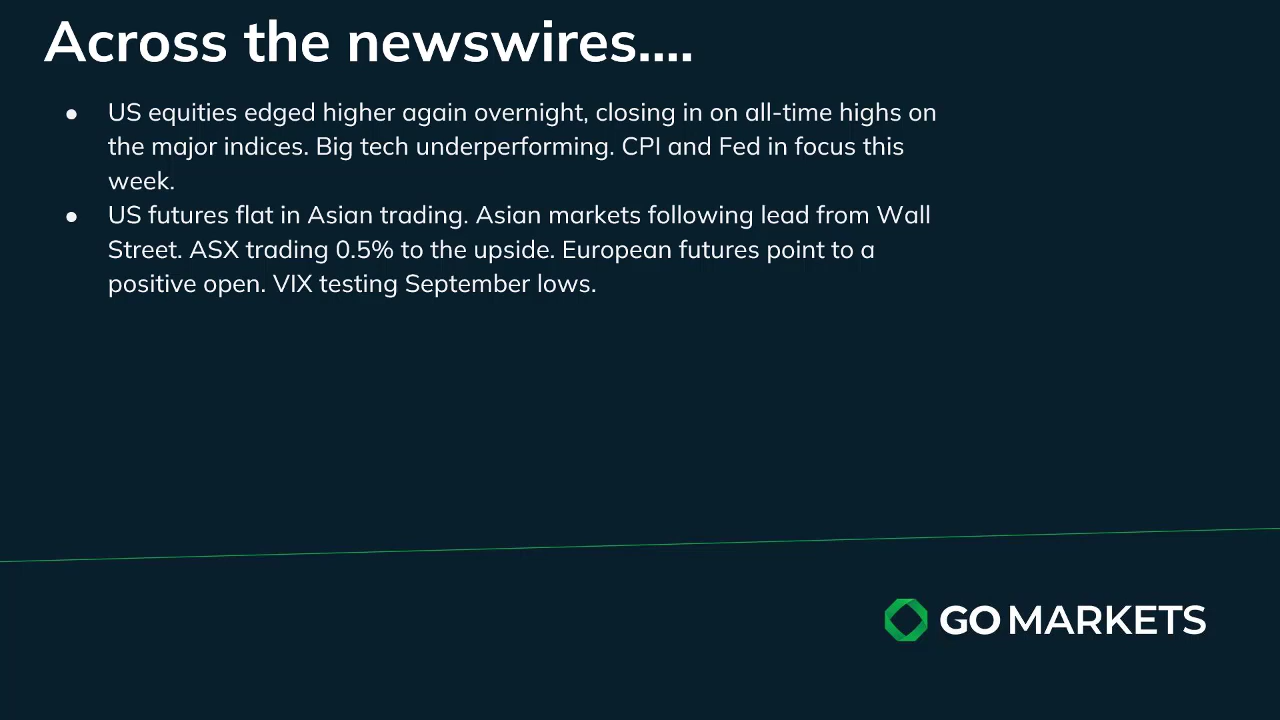 Across the newswires....
● US equities edged higher again overnight, closing in on all-time highs on
the major indices. Big tech underperforming. CPI and Fed in focus this
week.
● US futures flat in Asian trading. Asian markets following lead from Wall
Street. ASX trading 0.5% to the upside. European futures point to a
positive open. VIX testing September lows.
GO MARKETS